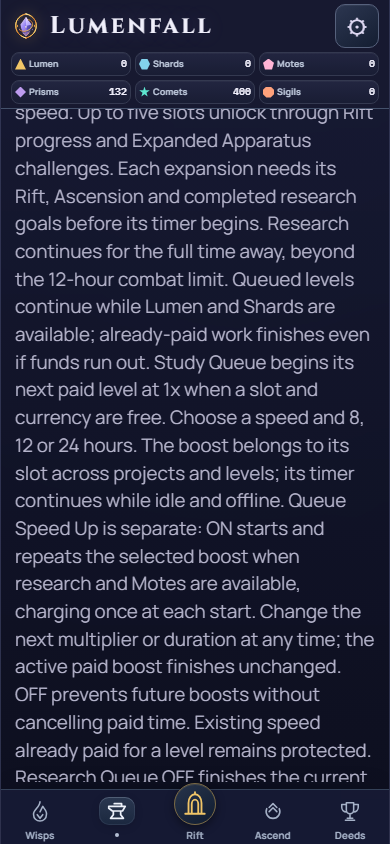 LUMENFALL
Lumen 0 Shards 0 Motes 0
Prisms 132 Comets 400 Sigils 0
speed. Up to five slots unlock through Rift
progress and Expanded Apparatus
challenges. Each expansion needs its
Rift, Ascension and completed research
goals before its timer begins. Research
continues for the full time away, beyond
the 12-hour combat limit. Queued levels
continue while Lumen and Shards are
available; already-paid work finishes even
if funds run out. Study Queue begins its
next paid level at 1x when a slot and
currency are free. Choose a speed and 8,
12 or 24 hours. The boost belongs to its
slot across projects and levels; its timer
continues while idle and offline. Queue
Speed Up is separate: ON starts and
repeats the selected boost when
research and Motes are available,
charging once at each start. Change the
next multiplier or duration at any time; the
active paid boost finishes unchanged.
OFF prevents future boosts without
cancelling paid time. Existing speed
already paid for a level remains protected.
Research Queue OFF finishes the current
Wisps Rift Ascend Deeds